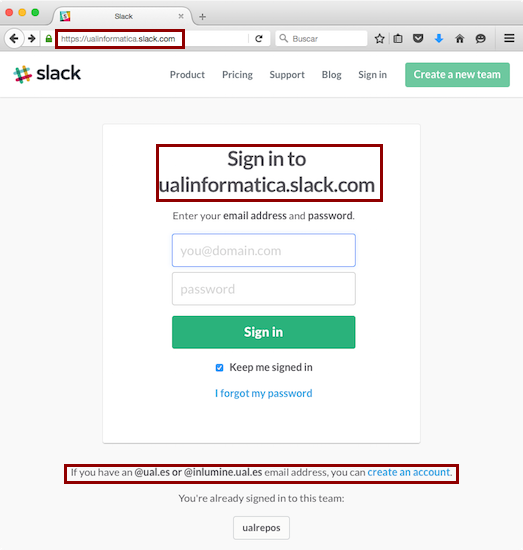 Slack
https://ualinformatica.slack.com
Buscar
slack
Product Pricing Support Blog Sign in Create a new team
Sign in to
ualinformatica.slack.com
Enter your email address and password.
you@domain.com
password
Sign in
Keep me signed in
I forgot my password
If you have an @ual.es or @inlumine.ual.es email address, you can create an account.
You're already signed in to this team:
ualrepos